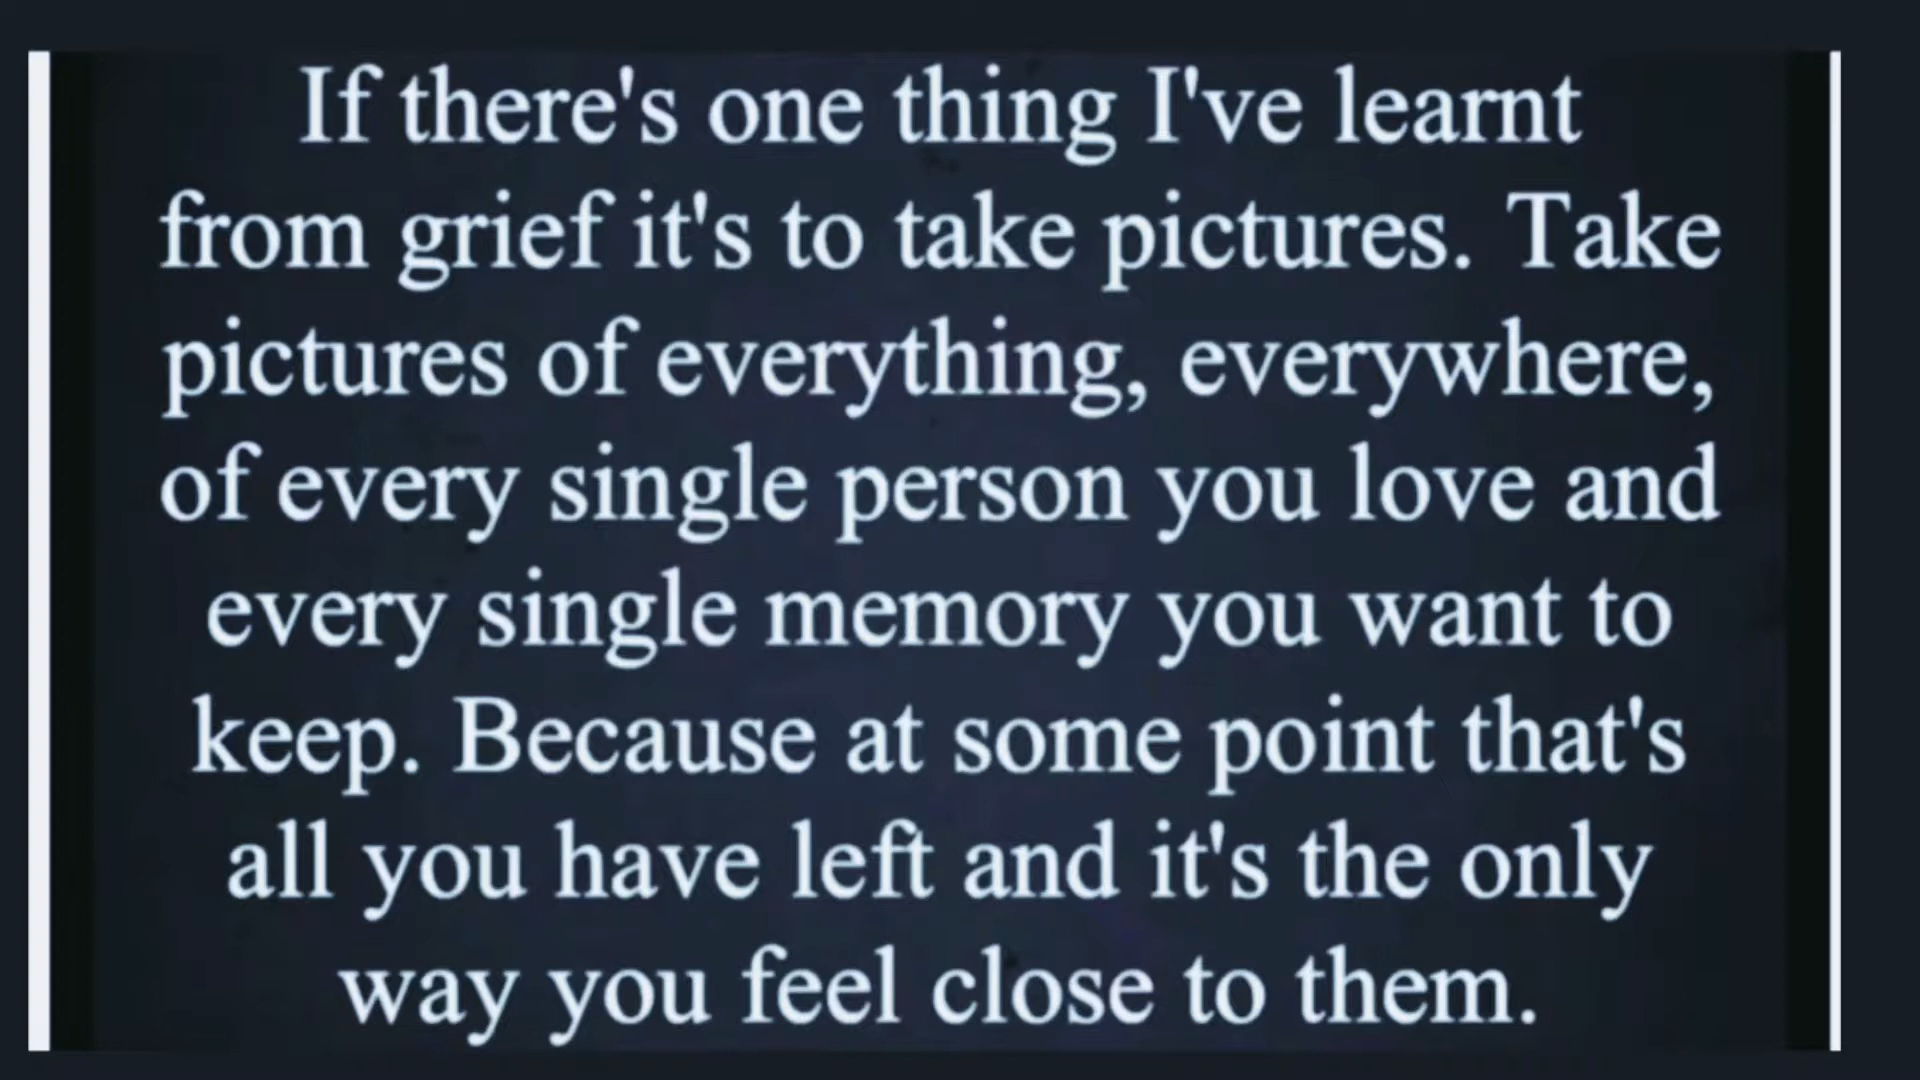 If there's one thing I've learnt
from grief it's to take pictures. Take
pictures of everything, everywhere,
of every single person you love and
every single memory you want to
keep. Because at some point that's
all you have left and it's the only
way you feel close to them.